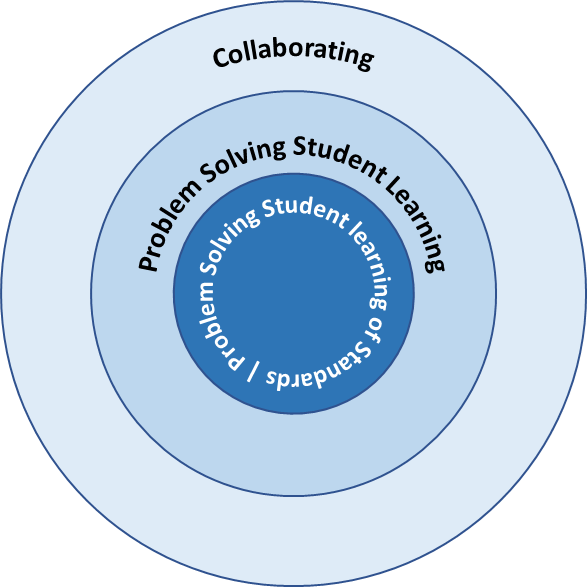 Collaborating
Problem Solving Student Learning
Problem Solving Student learning of Standards |